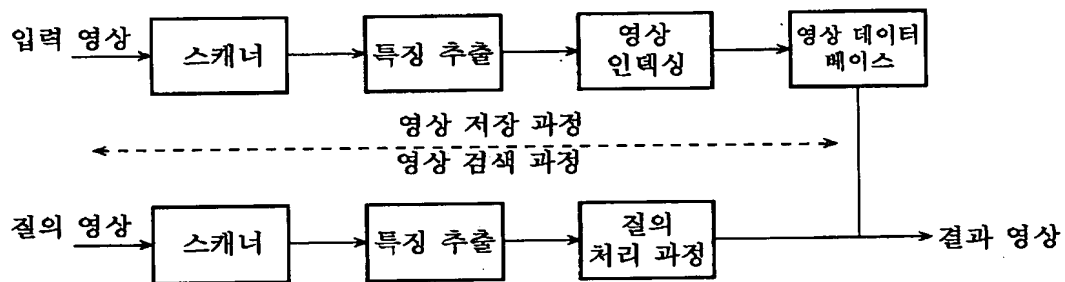 입력 영상
스캐너
특징 추출
영상
인덱싱
영상 데이터
베이스
영상 저장 과정
영상 검색 과정
질의 영상
스캐너
특징 추출
질의
처리 과정
결과 영상